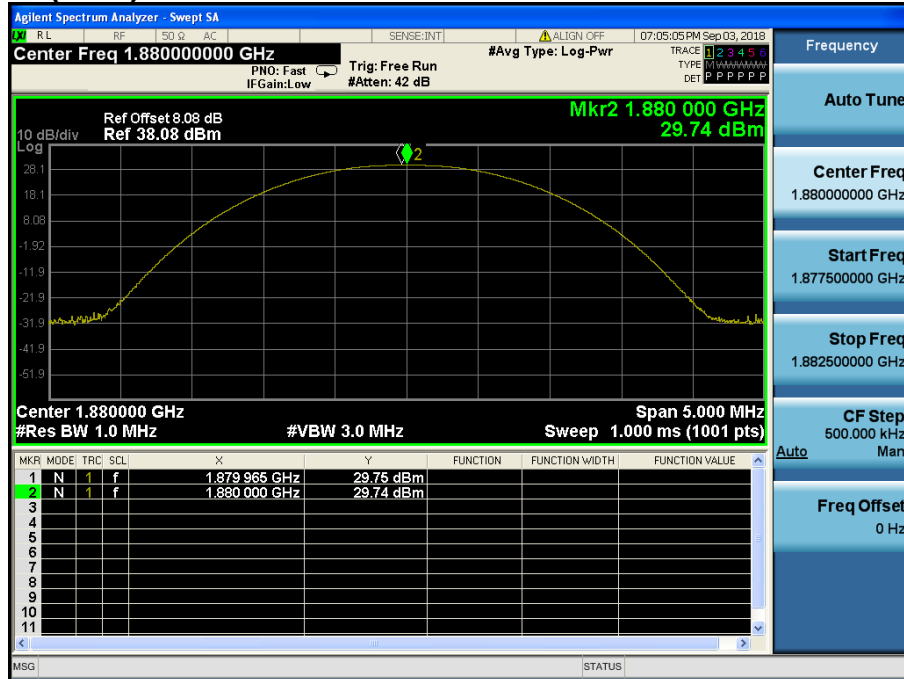 Agilent Spectrum Analyzer - Swept SA
LXI RL RF 50 Ω AC SENSE:INT ALIGN OFF 07:05:05 PM Sep 03, 2018
Center Freq 1.880000000 GHz
PNO: Fast
IFGain:Low
Trig: Free Run
#Atten: 42 dB
#Avg Type: Log-Pwr
TRACE 1 2 3 4 5 6
TYPE M WWWWW
DET P P P P P P
Mkr2 1.880 000 GHz
29.74 dBm
Ref Offset 8.08 dB
10 dB/div Ref 38.08 dBm
Log
2
28.1
18.1
8.08
-1.92
-11.9
-21.9
-31.9
-41.9
-51.9
Center 1.880000 GHz Span 5.000 MHz
#Res BW 1.0 MHz #VBW 3.0 MHz Sweep 1.000 ms (1001 pts)
MKR MODE TRC SCL X Y FUNCTION FUNCTION WIDTH FUNCTION VALUE
1 N 1 f 1.879 965 GHz 29.75 dBm
2 N 1 f 1.880 000 GHz 29.74 dBm
3
4
5
6
7
8
9
10
11
MSG STATUS
Frequency
Auto Tune
Center Freq
1.880000000 GHz
Start Freq
1.877500000 GHz
Stop Freq
1.882500000 GHz
CF Step
500.000 kHz
Auto Man
Freq Offset
0 Hz